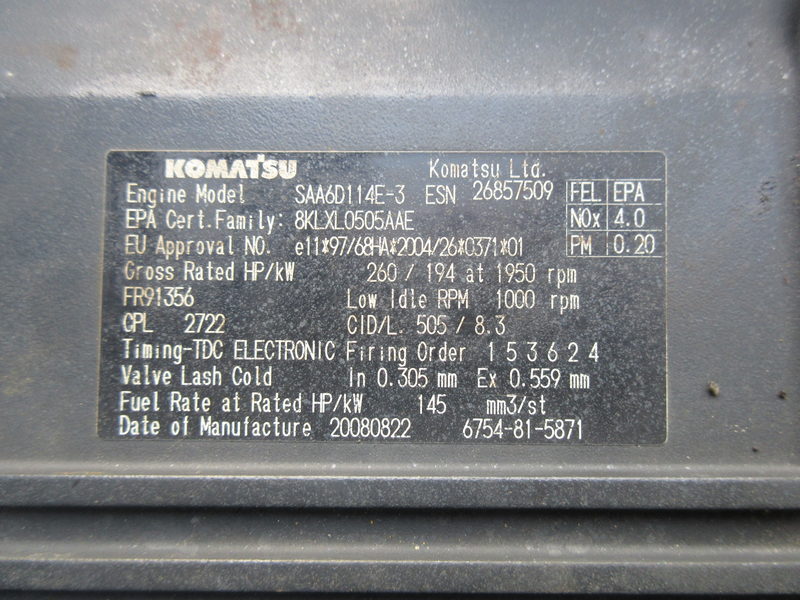 KOMATSU Komatsu Ltd.
Engine Model SAA6D114E-3 ESN 26857509 FEL EPA
EPA Cert.Family: 8KLXL0505AAE NOx 4.0
EU Approval NO. e11*97/68HA*2004/26*0371*01 PM 0.20
Gross Rated HP/kW 260 / 194 at 1950 rpm
FR91356 Low Idle RPM 1000 rpm
CPL 2722 CID/L. 505 / 8.3
Timing-TDC ELECTRONIC Firing Order 1 5 3 6 2 4
Valve Lash Cold In 0.305 mm Ex 0.559 mm
Fuel Rate at Rated HP/kW 145 mm3/st
Date of Manufacture 20080822 6754-81-5871